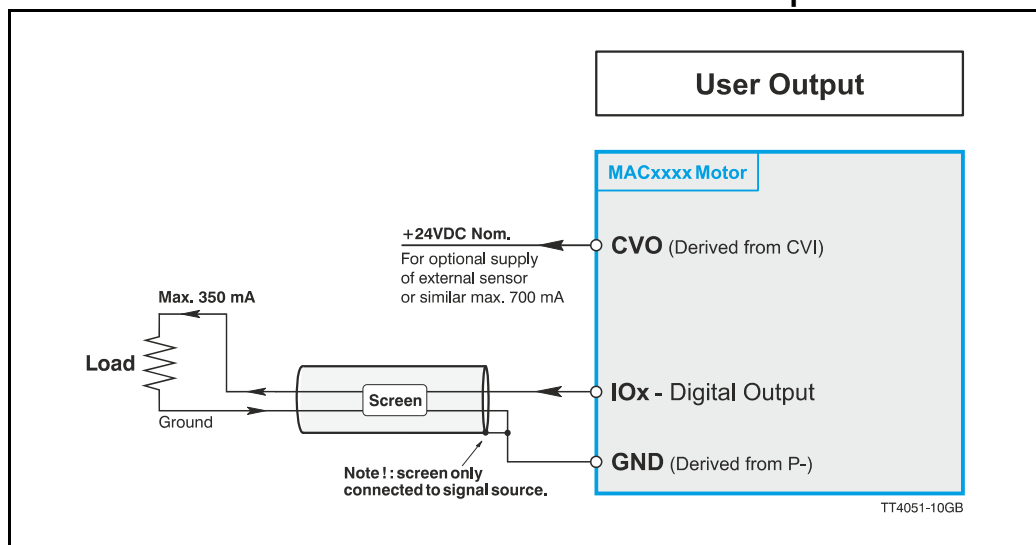 User Output
MACxxxx Motor
+24VDC Nom.
For optional supply
of external sensor
or similar max. 700 mA
CVO (Derived from CVI)
Max. 350 mA
Load
Screen
Ground
IOx - Digital Output
GND (Derived from P-)
Note! : screen only
connected to signal source.
TT4051-10GB